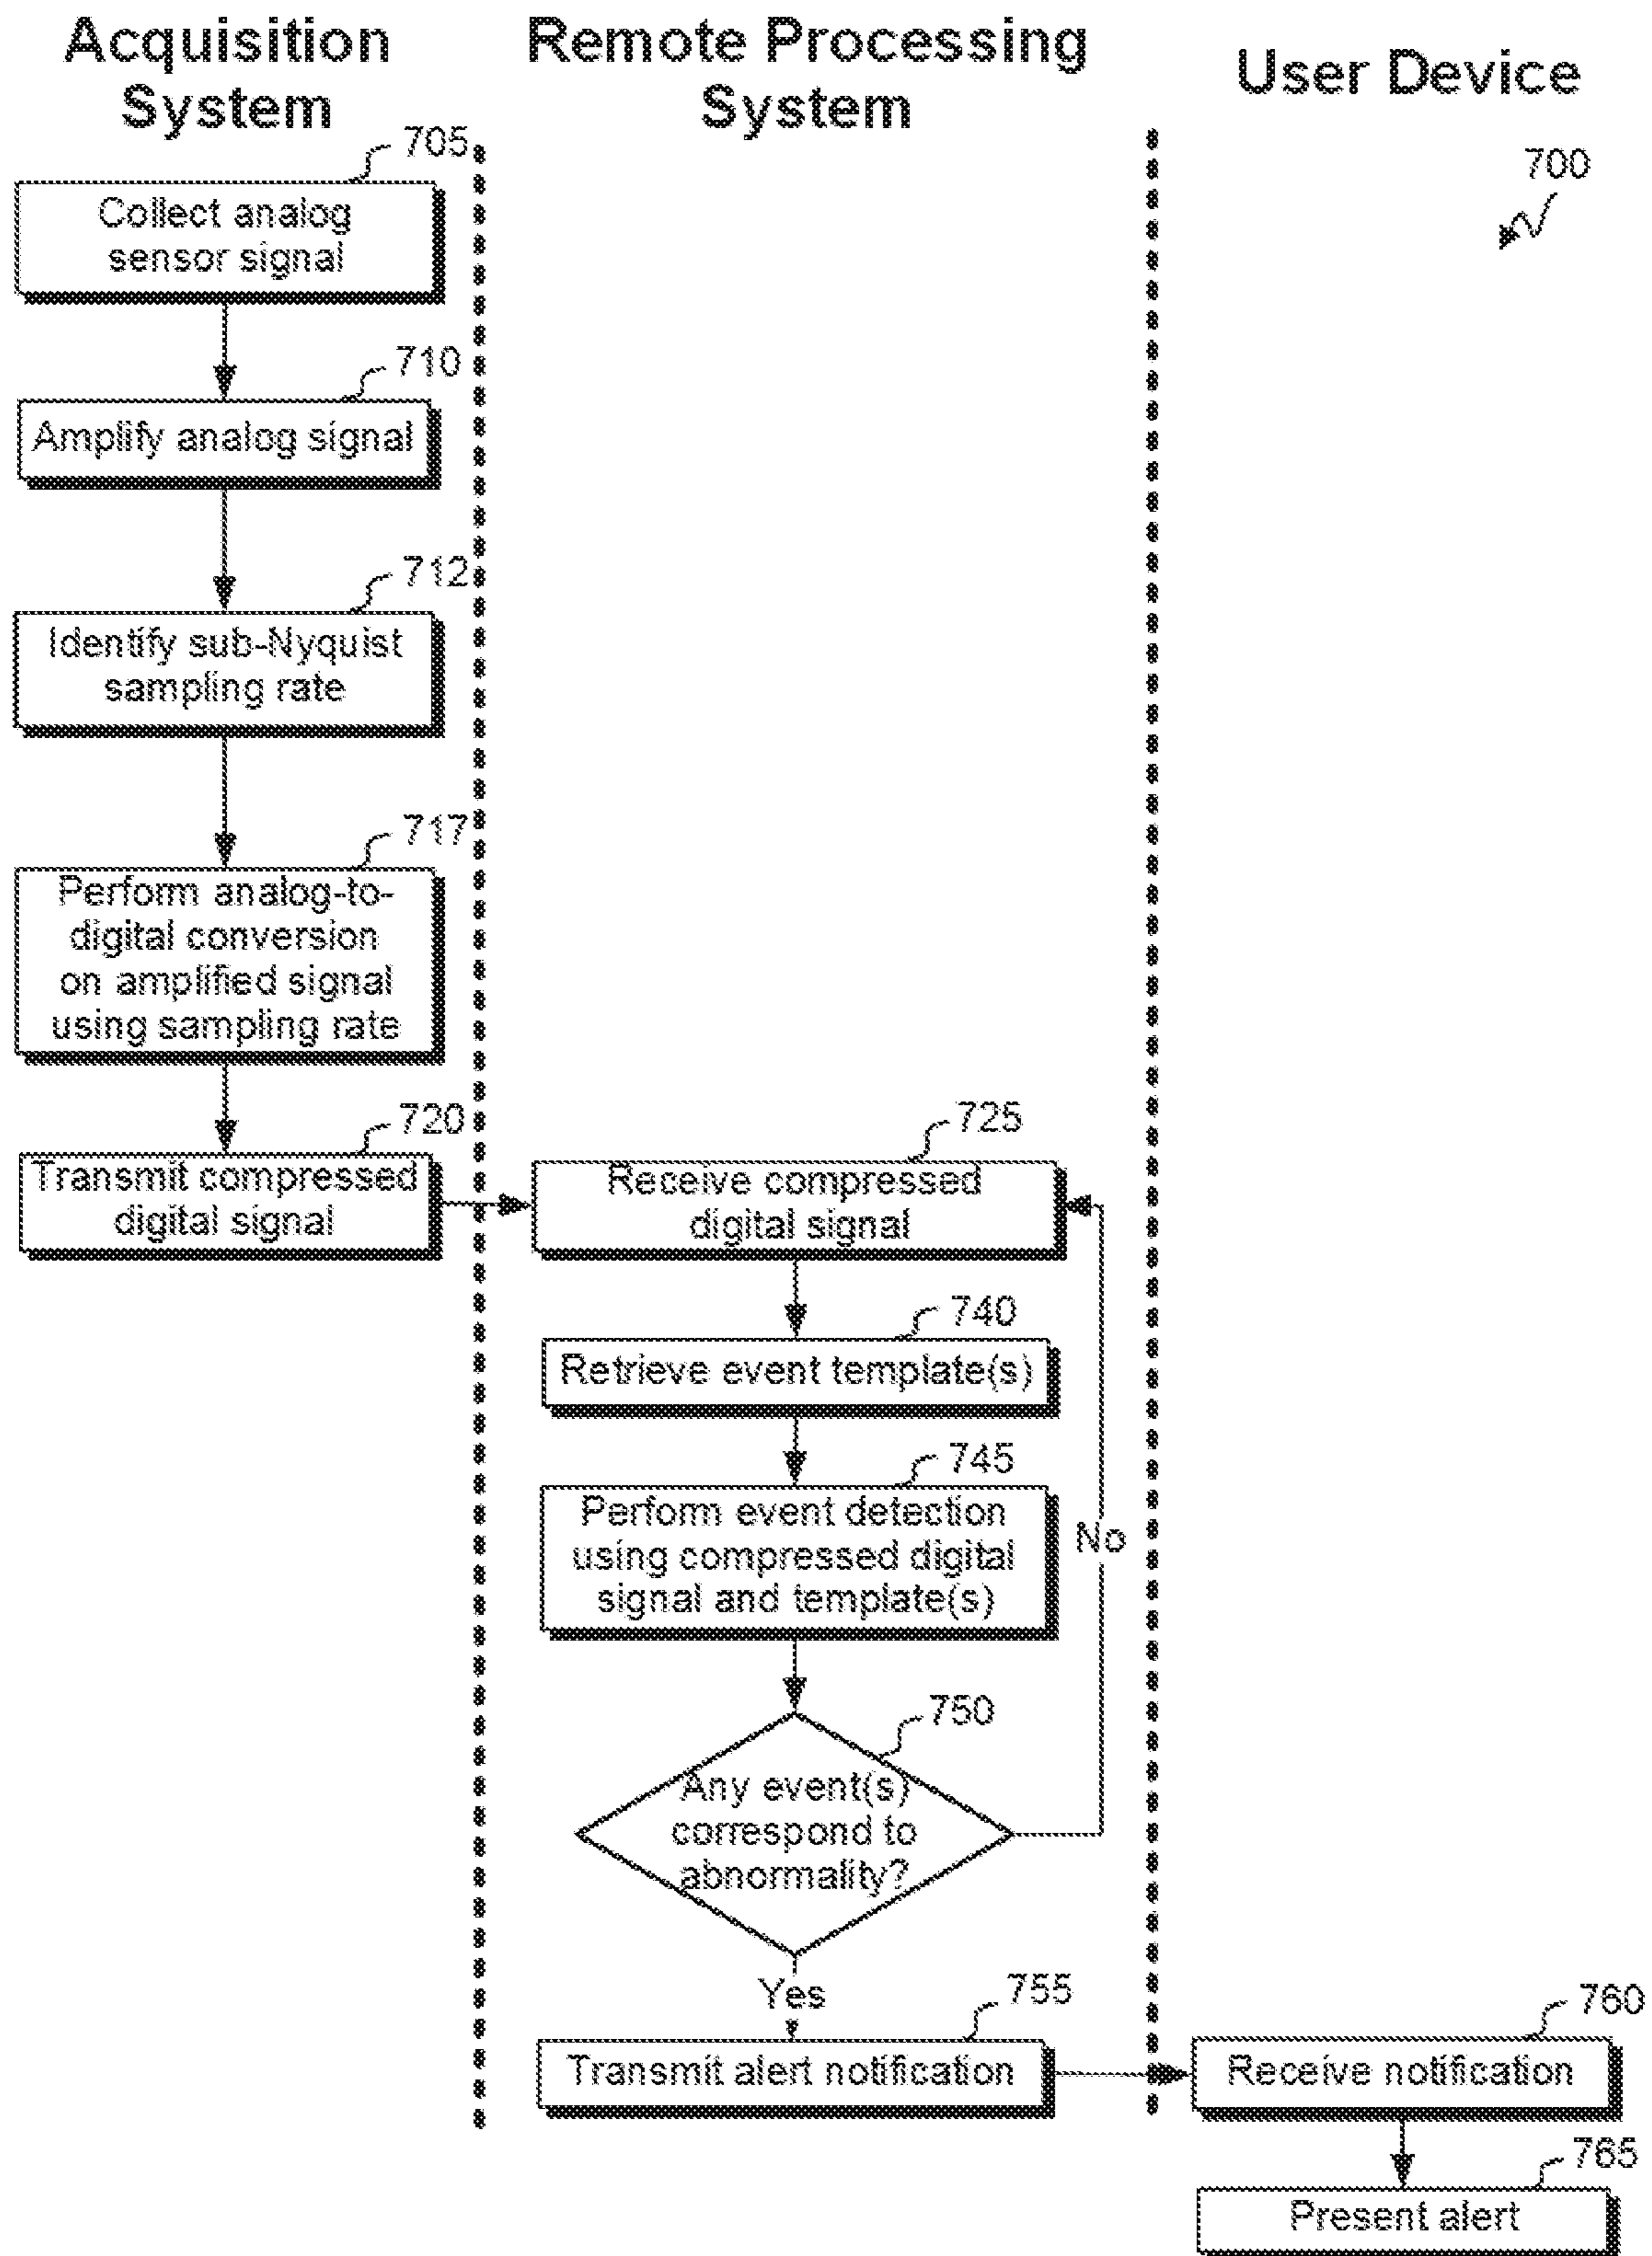 Acquisition
System
Remote Processing
System
User Device
700
705
Collect analog
sensor signal
710
Amplify analog signal
712
Identify sub-Nyquist
sampling rate
717
Perform analog-to-
digital conversion
on amplified signal
using sampling rate
720
Transmit compressed
digital signal
725
Receive compressed
digital signal
740
Retrieve event template(s)
745
Perform event detection
using compressed digital
signal and template(s)
No
750
Any event(s)
correspond to
abnormality?
Yes
755
Transmit alert notification
760
Receive notification
765
Present alert